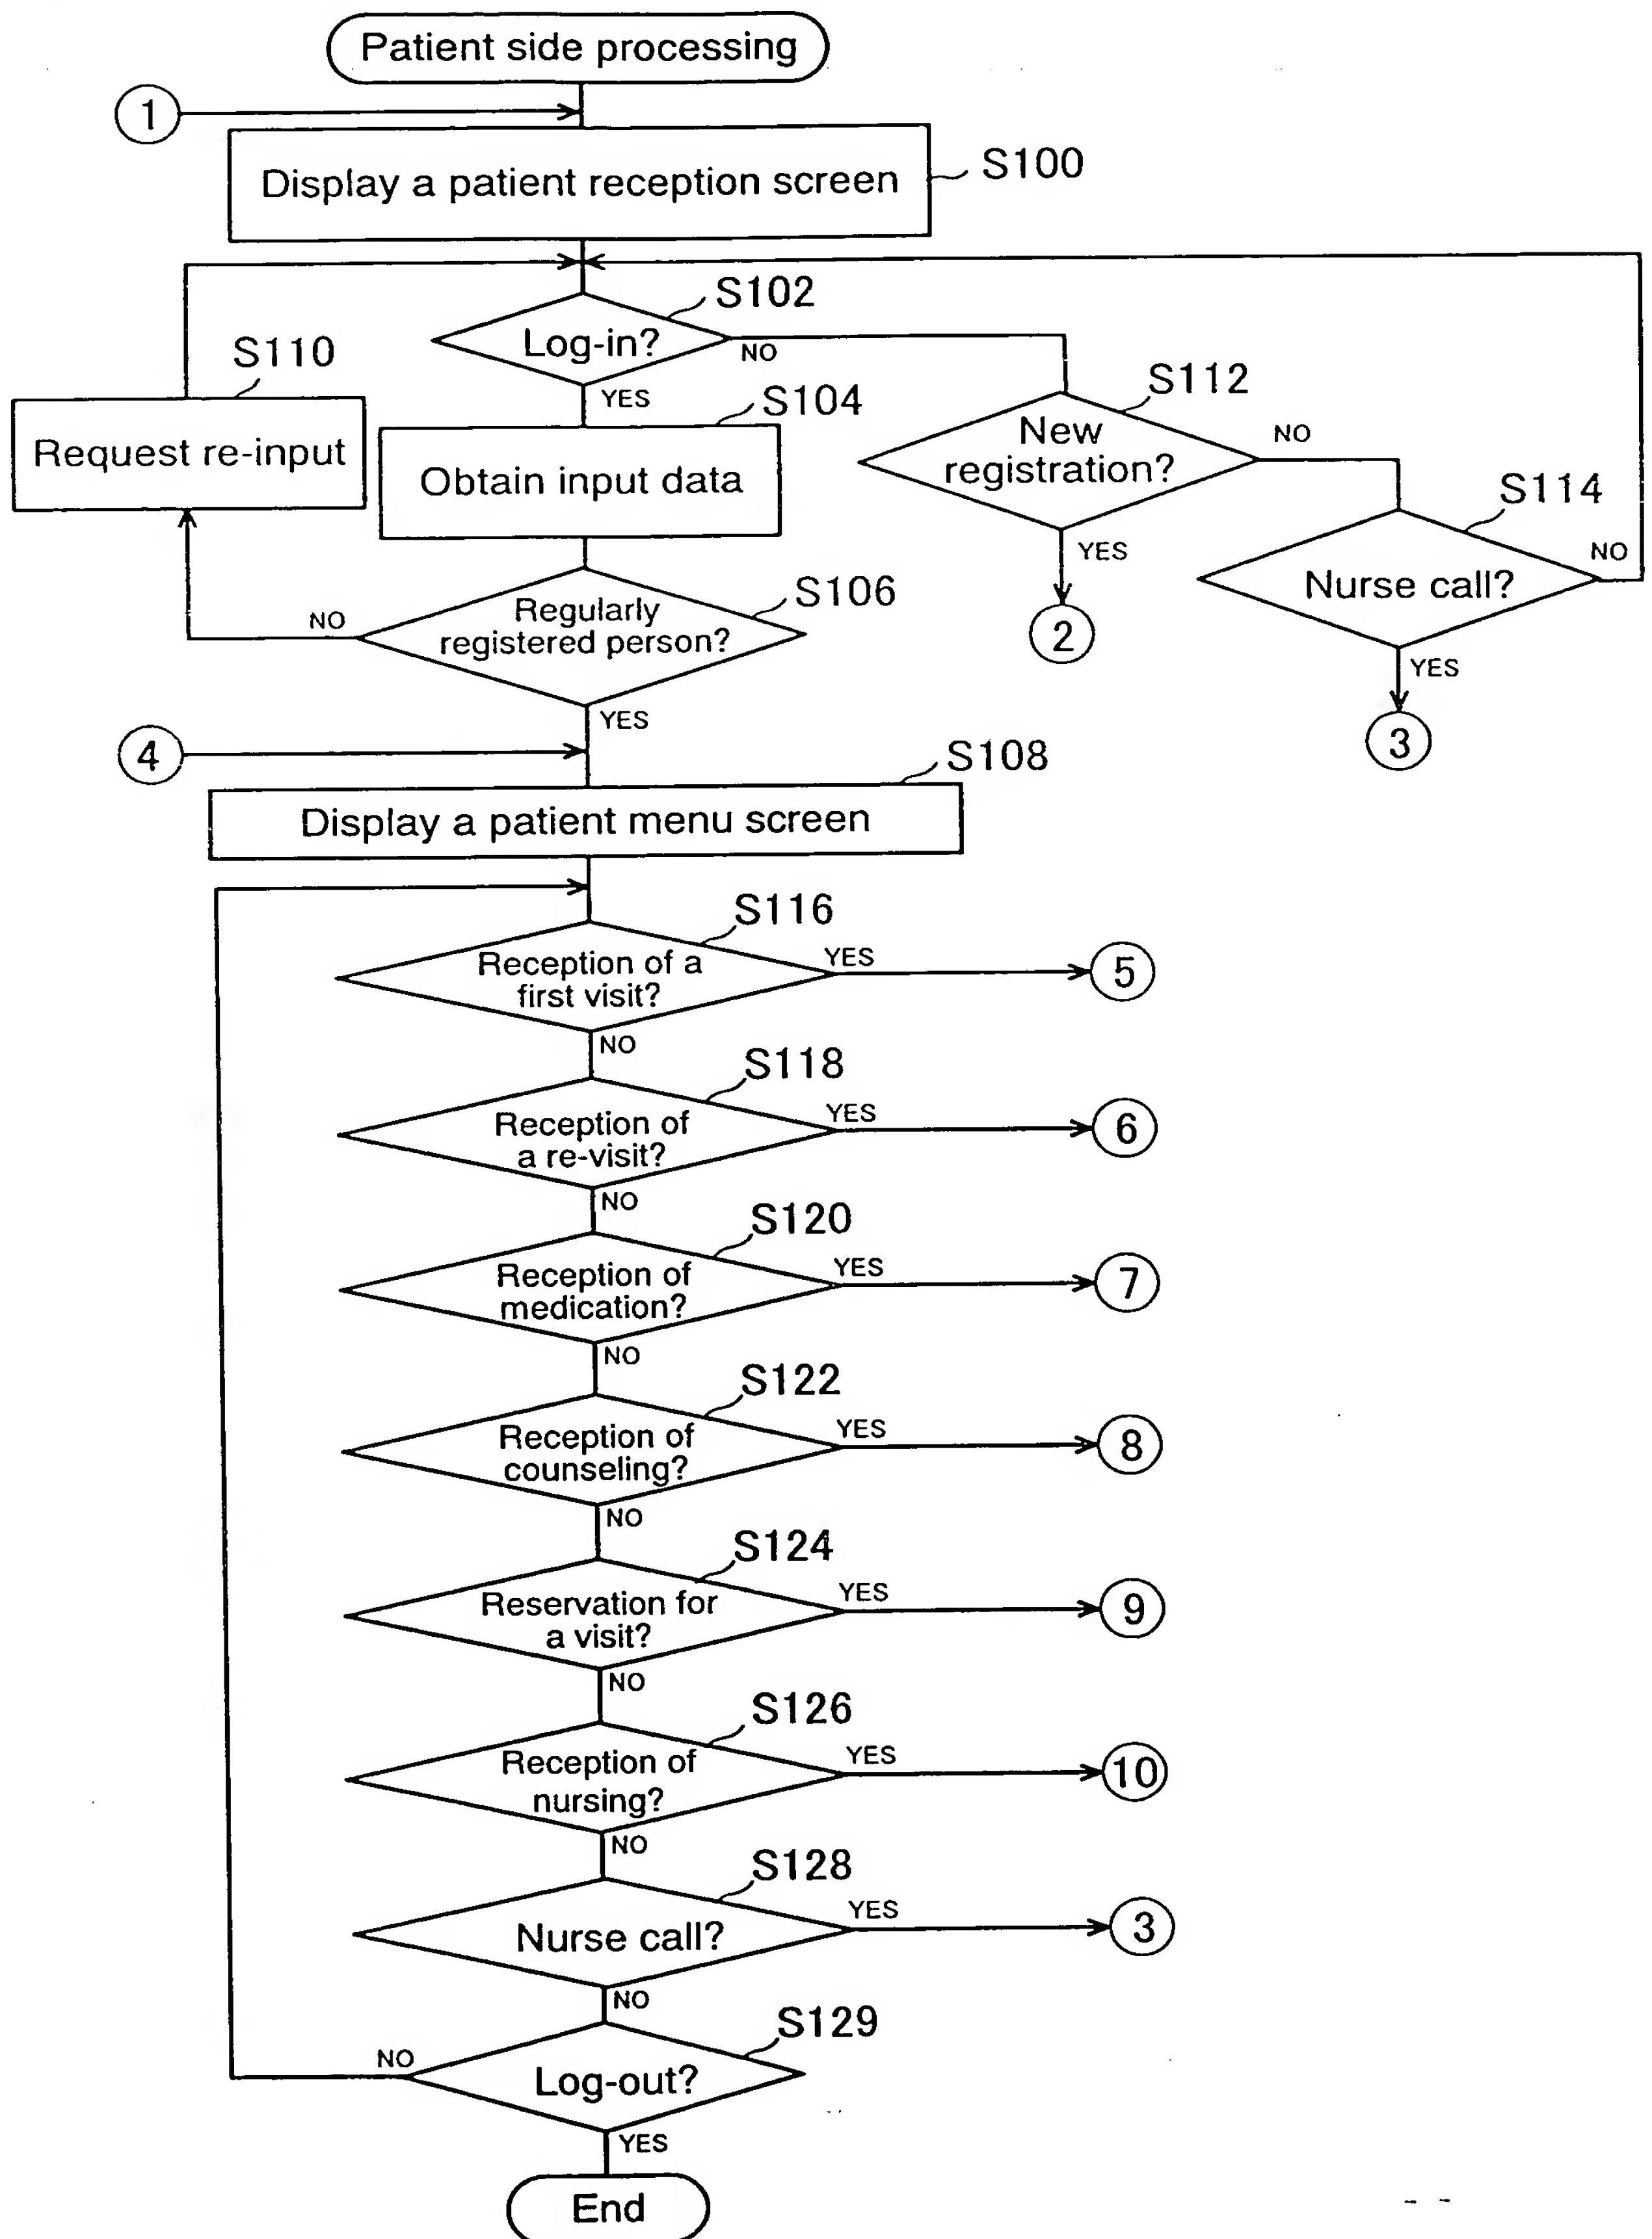 Patient side processing
1
Display a patient reception screen
S100
S102
Log-in?
NO
YES
S110
Request re-input
S104
Obtain input data
S112
New
registration?
NO
YES
2
S114
Nurse call?
NO
YES
3
S106
Regularly
registered person?
NO
YES
4
S108
Display a patient menu screen
S116
Reception of a
first visit?
YES
5
NO
S118
Reception of
a re-visit?
YES
6
NO
S120
Reception of
medication?
YES
7
NO
S122
Reception of
counseling?
YES
8
NO
S124
Reservation for
a visit?
YES
9
NO
S126
Reception of
nursing?
YES
10
NO
S128
Nurse call?
YES
3
NO
S129
Log-out?
NO
YES
End